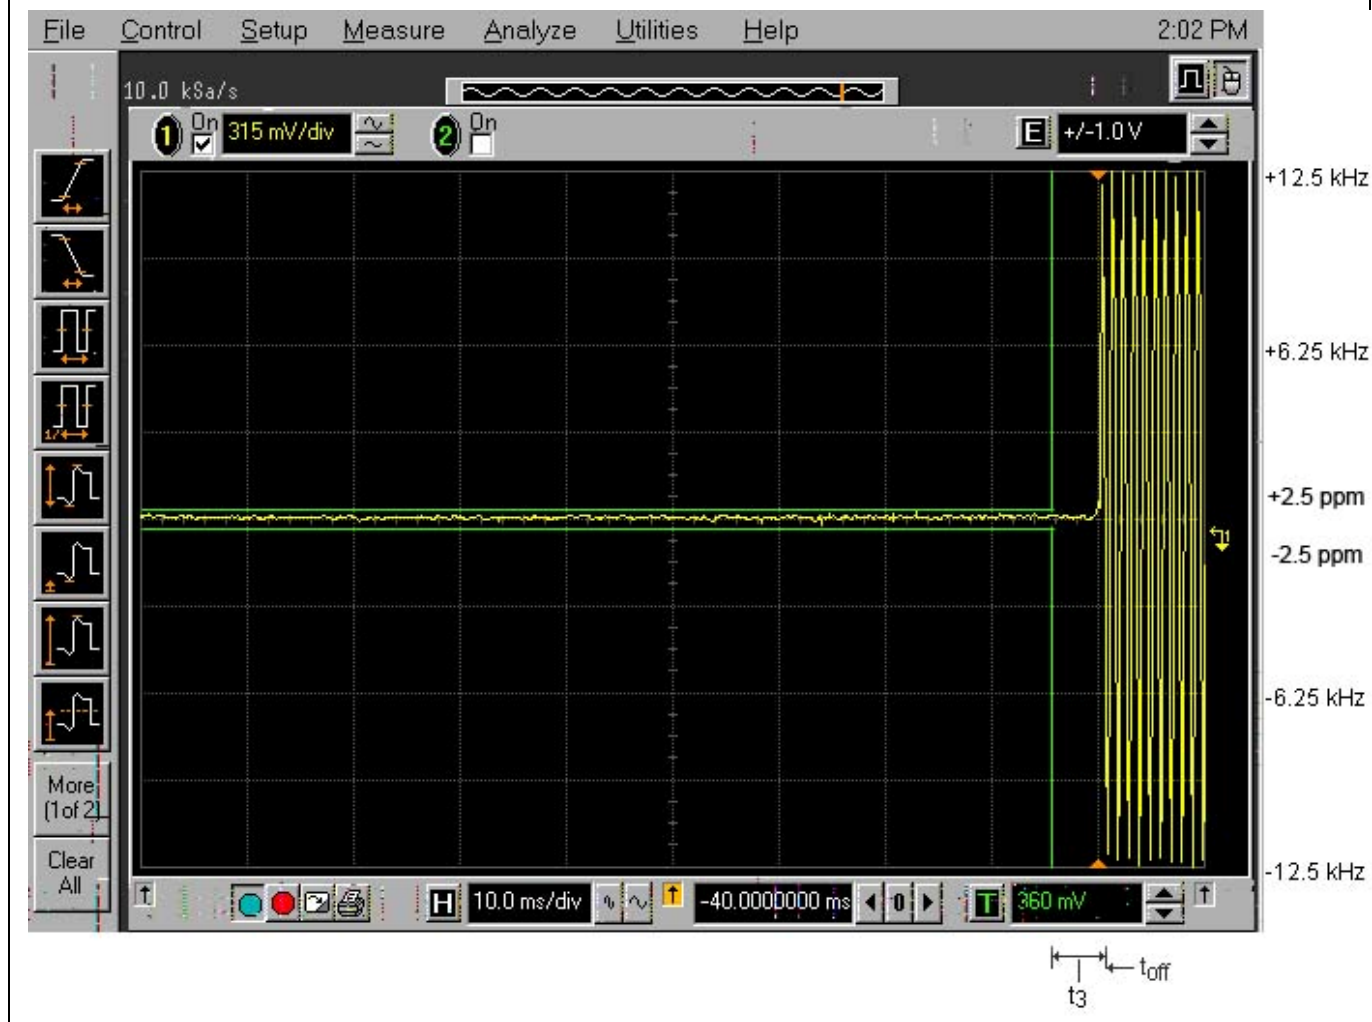 File Control Setup Measure Analyze Utilities Help 2:02 PM
10.0 kSa/s
1 On 315 mV/div 2 On E +/-1.0 V
+12.5 kHz
+6.25 kHz
1/
+2.5 ppm
-2.5 ppm
1
-6.25 kHz
More
(1of 2)
Clear
All
-12.5 kHz
H 10.0 ms/div -40.0000000 ms 0 T 360 mV
toff
t3